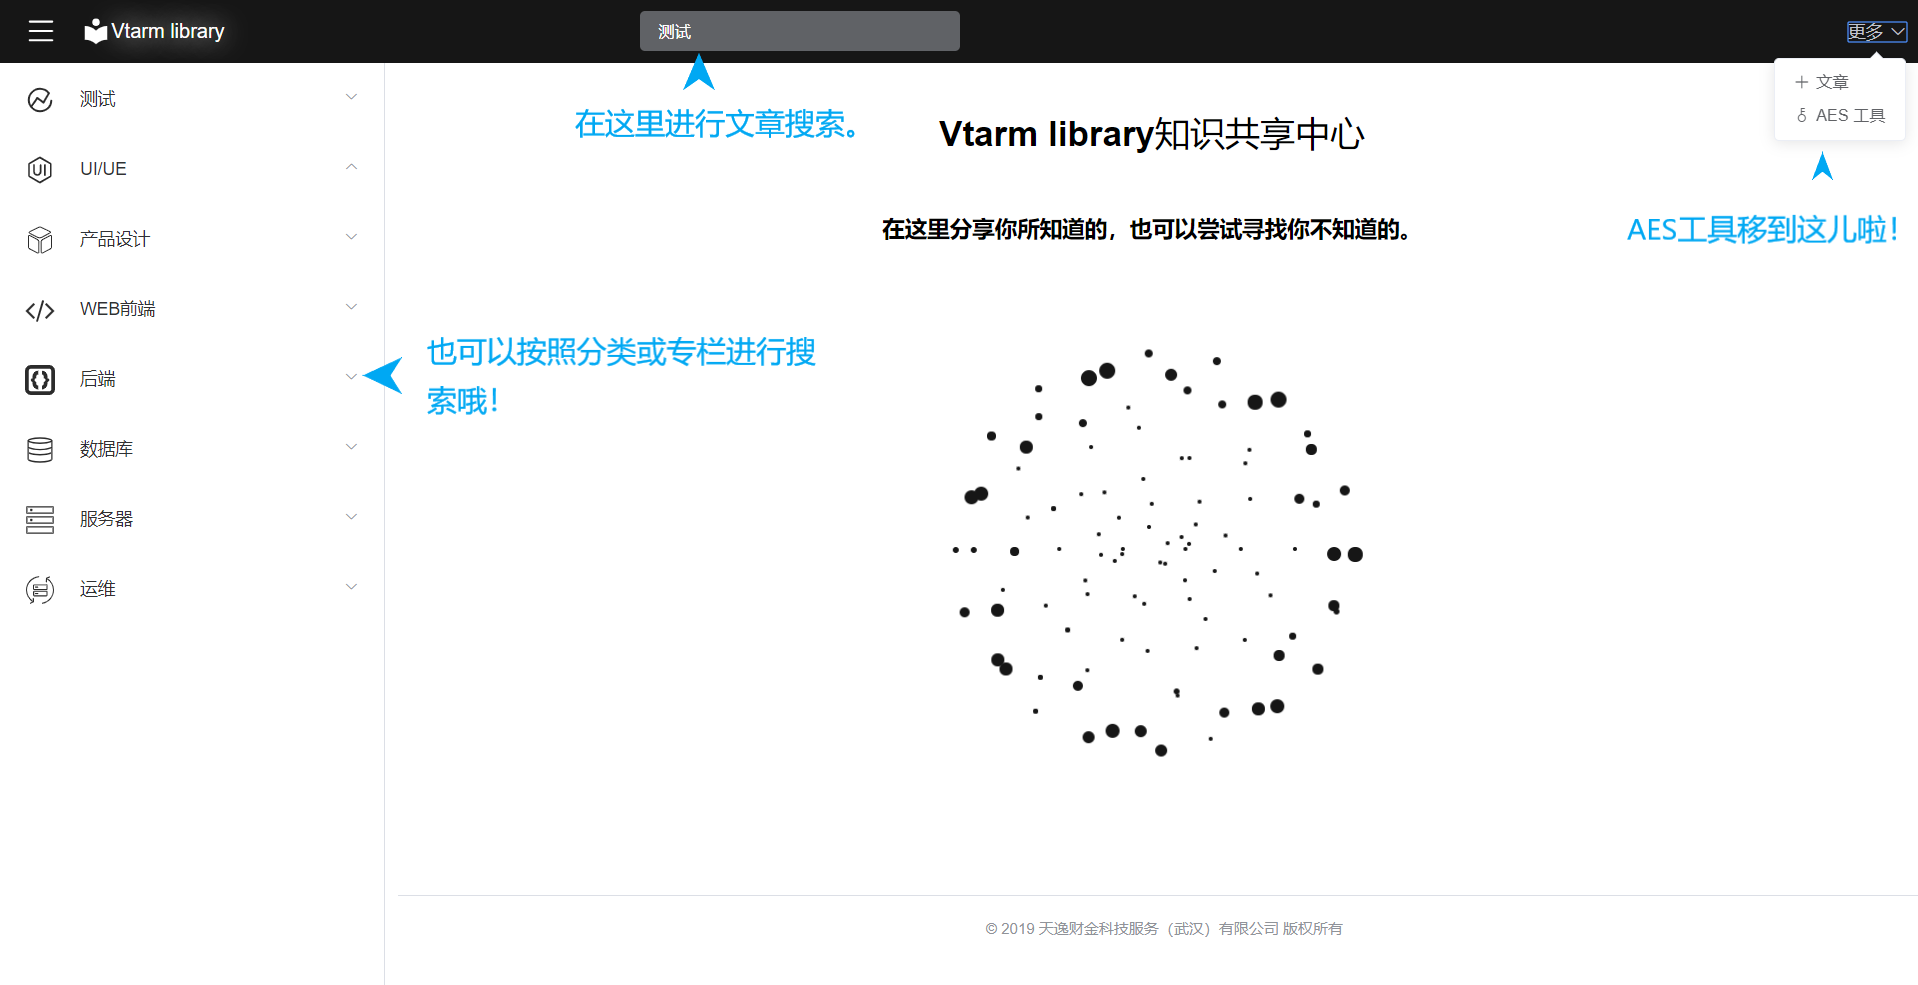 Vtarm library
测试
更多
文章
AES 工具
测试
UI/UE
产品设计
WEB前端
后端
数据库
服务器
运维
在这里进行文章搜索。
Vtarm library知识共享中心
在这里分享你所知道的，也可以尝试寻找你不知道的。
AES工具移到这儿啦！
也可以按照分类或专栏进行搜
索哦！
© 2019 天逸财金科技服务（武汉）有限公司 版权所有